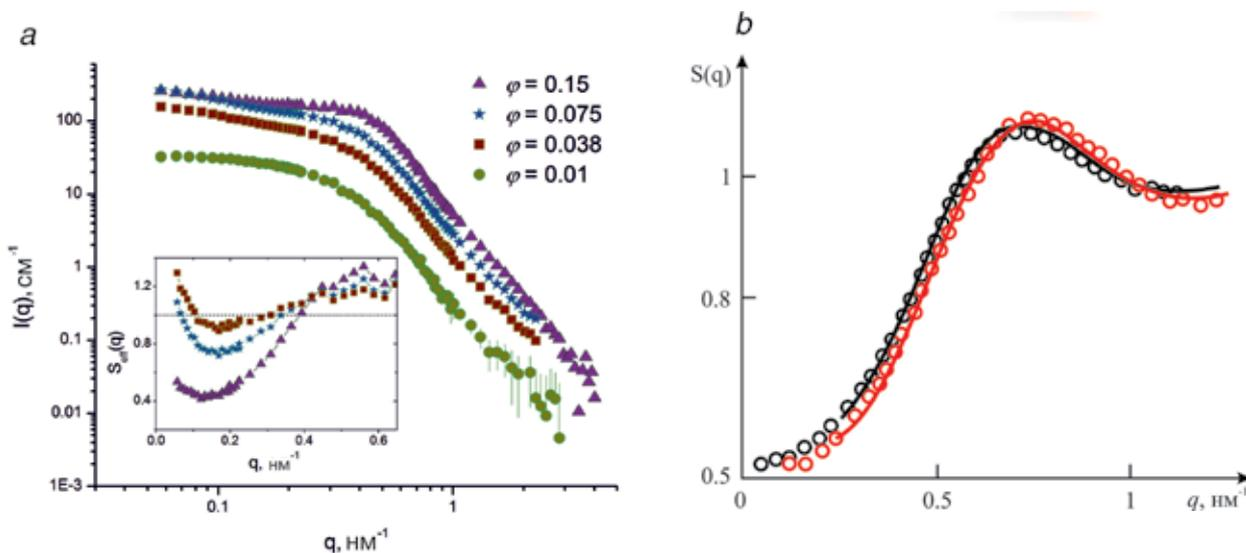 a
I(q), СМ⁻¹
100
10
1
0.1
0.01
1E-3
0.1
1
q, НМ⁻¹
φ = 0.15
φ = 0.075
φ = 0.038
φ = 0.01
S_eff(q)
1.2
0.8
0.4
0.0
0.2
0.4
0.6
q, НМ⁻¹
b
S(q)
1
0.8
0.5
0
0.5
1
q, нм⁻¹